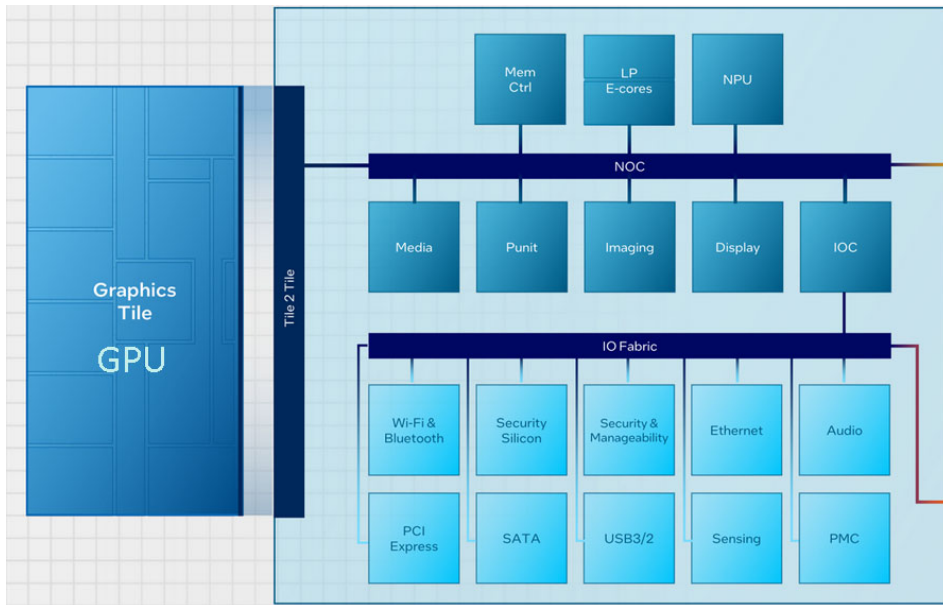 Mem
Ctrl
LP
E-cores
NPU
NOC
Media
Punit
Imaging
Display
IOC
Graphics
Tile
GPU
Tile 2 Tile
IO Fabric
Wi-Fi &
Bluetooth
Security
Silicon
Security &
Manageability
Ethernet
Audio
PCI
Express
SATA
USB3/2
Sensing
PMC